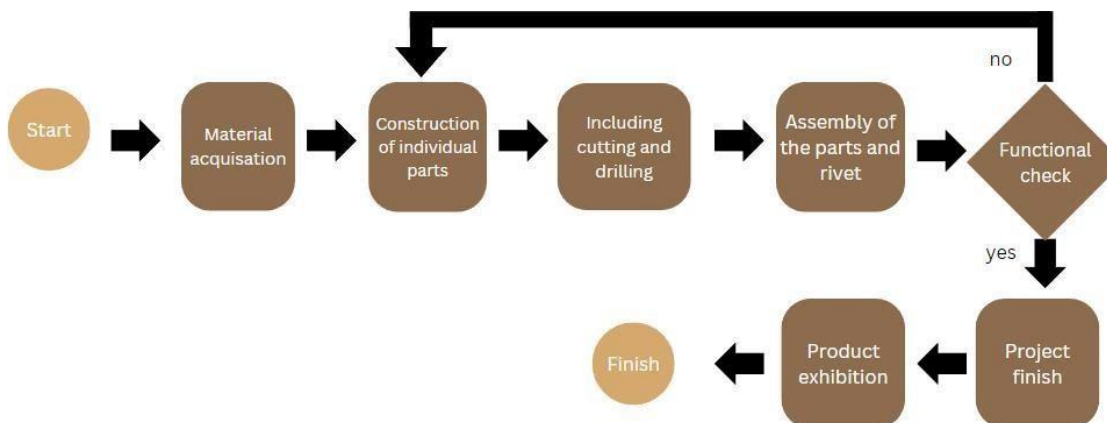 no
Start
Material
acquisation
Construction
of individual
parts
Including
cutting and
drilling
Assembly of
the parts and
rivet
Functional
check
yes
Finish
Product
exhibition
Project
finish